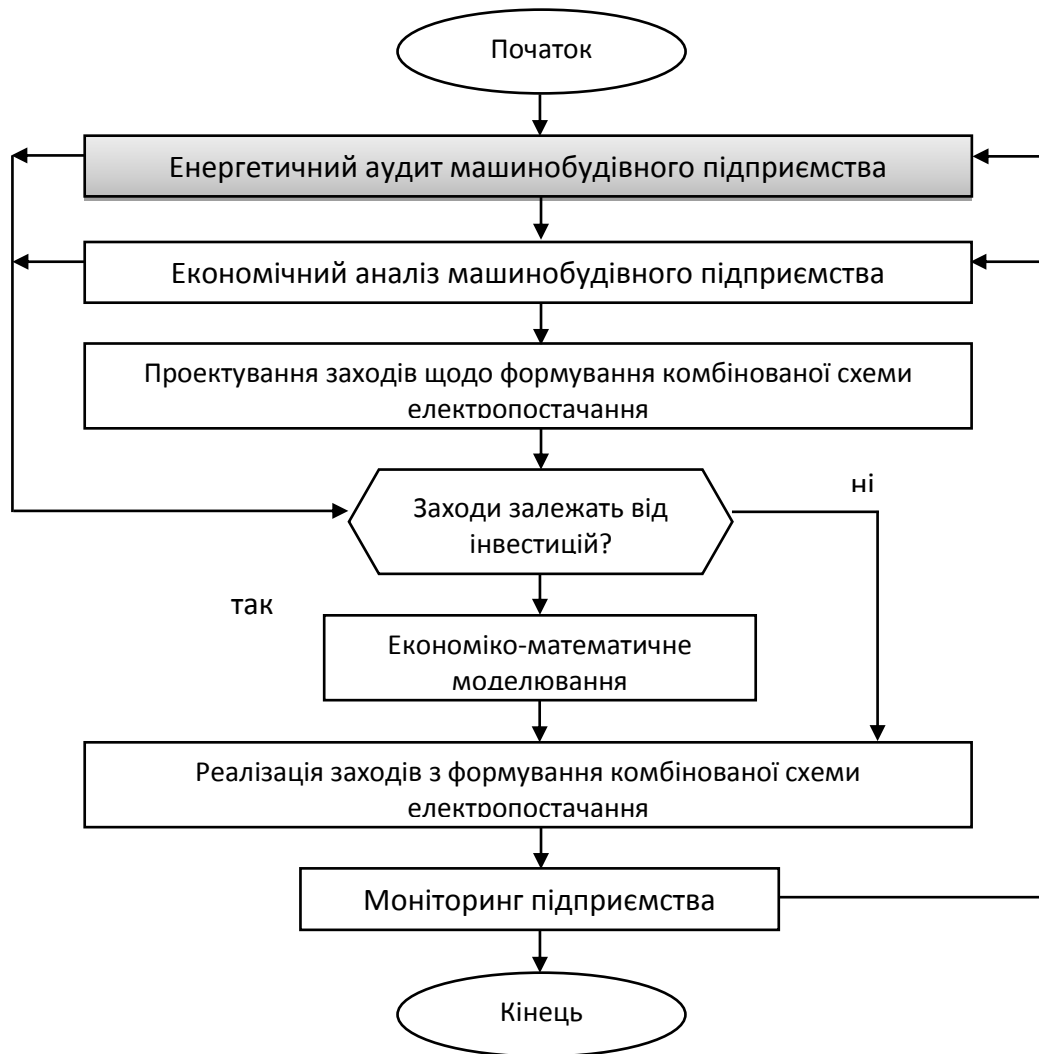 Початок
Енергетичний аудит машинобудівного підприємства
Економічний аналіз машинобудівного підприємства
Проектування заходів щодо формування комбінованої схеми
електропостачання
Заходи залежать від
інвестицій?
ні
так
Економіко-математичне
моделювання
Реалізація заходів з формування комбінованої схеми
електропостачання
Моніторинг підприємства
Кінець